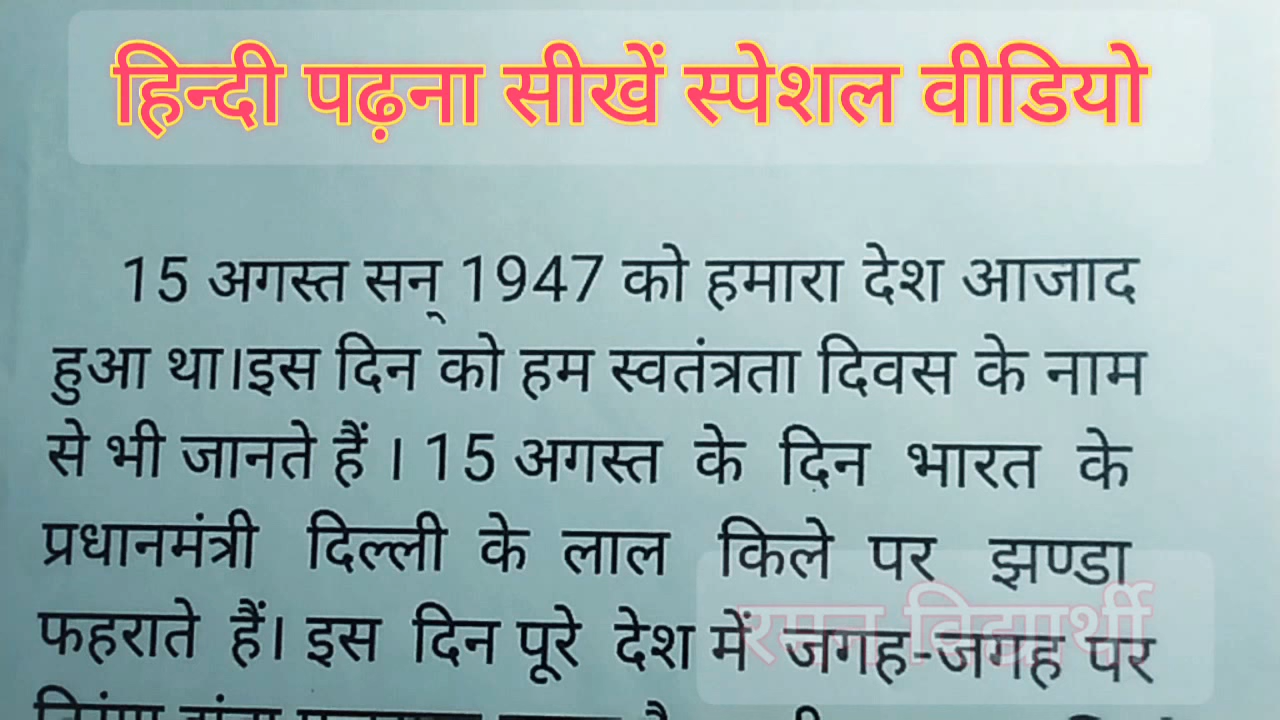 हिन्दी पढ़ना सीखें स्पेशल वीडियो
15 अगस्त सन् 1947 को हमारा देश आजाद
हुआ था।इस दिन को हम स्वतंत्रता दिवस के नाम
से भी जानते हैं । 15 अगस्त के दिन भारत के
प्रधानमंत्री दिल्ली के लाल किले पर झण्डा
फहराते हैं। इस दिन पूरे देश में जगह-जगह पर
रमन विद्यार्थी